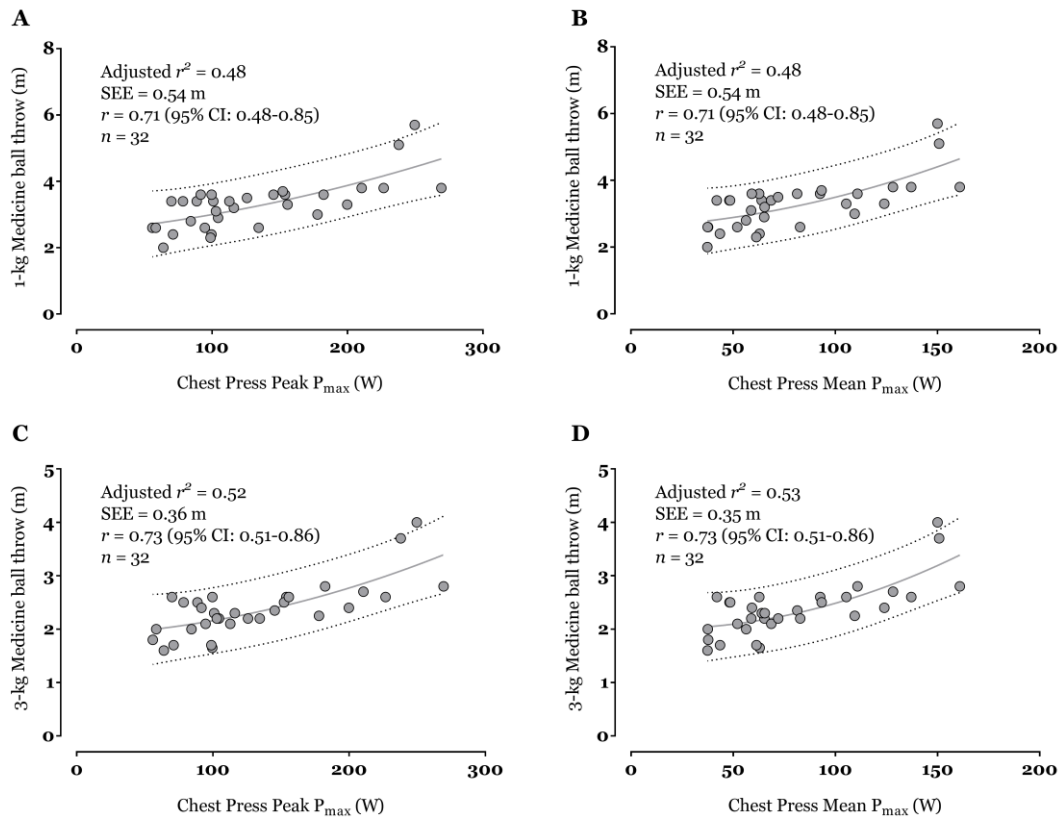 A
Adjusted r² = 0.48
SEE = 0.54 m
r = 0.71 (95% CI: 0.48-0.85)
n = 32
1-kg Medicine ball throw (m)
8
6
4
2
0
0 100 200 300
Chest Press Peak Pmax (W)
B
Adjusted r² = 0.48
SEE = 0.54 m
r = 0.71 (95% CI: 0.48-0.85)
n = 32
1-kg Medicine ball throw (m)
8
6
4
2
0
0 50 100 150 200
Chest Press Mean Pmax (W)
C
Adjusted r² = 0.52
SEE = 0.36 m
r = 0.73 (95% CI: 0.51-0.86)
n = 32
3-kg Medicine ball throw (m)
5
4
3
2
1
0
0 100 200 300
Chest Press Peak Pmax (W)
D
Adjusted r² = 0.53
SEE = 0.35 m
r = 0.73 (95% CI: 0.51-0.86)
n = 32
3-kg Medicine ball throw (m)
5
4
3
2
1
0
0 50 100 150 200
Chest Press Mean Pmax (W)